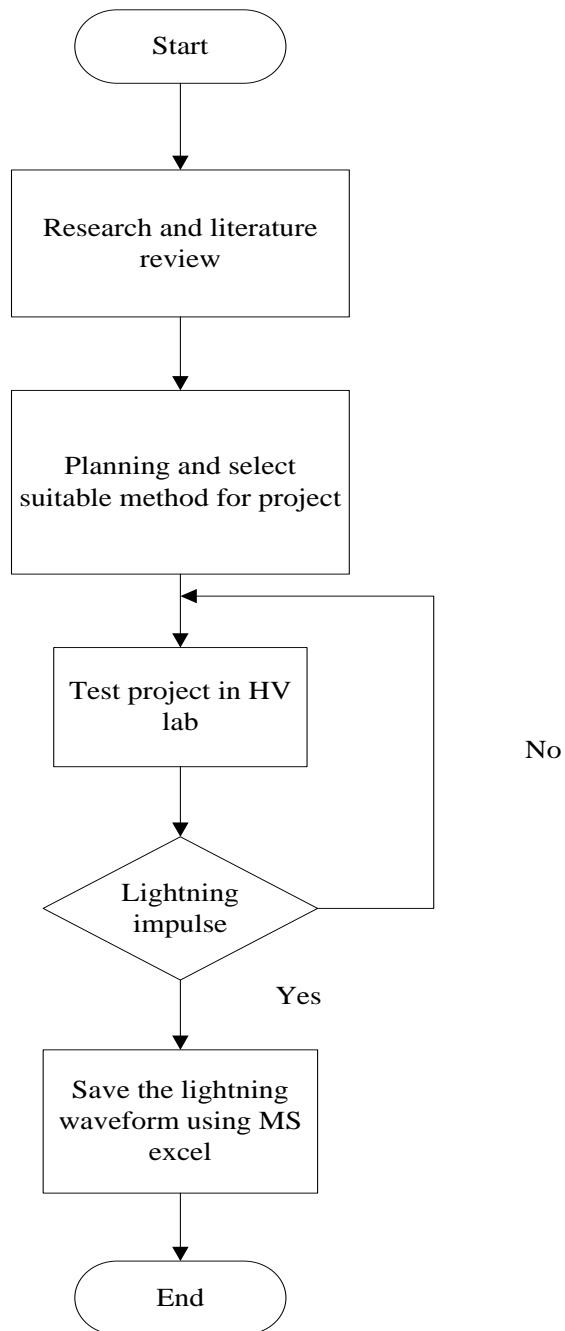 Start
Research and literature
review
Planning and select
suitable method for project
Test project in HV
lab
No
Lightning
impulse
Yes
Save the lightning
waveform using MS
excel
End